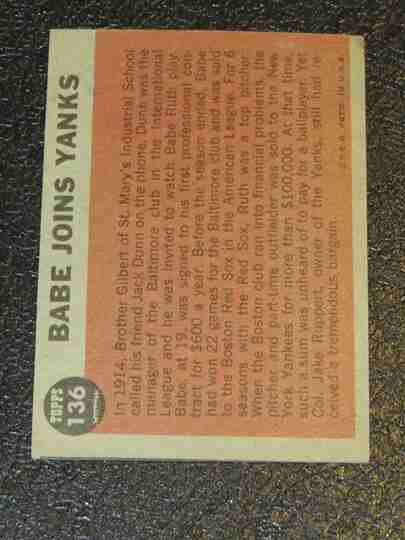 TOPPS
136
BABE JOINS YANKS
In 1914, Brother Gilbert of St. Mary's Industrial School
called his friend Jack Dunn on the phone. Dunn was the
manager of the Baltimore club in the International
League and he was invited to watch Babe Ruth play.
Babe, at 19, was signed to his first professional con-
tract for $600 a year. Before the season ended, Babe
had won 22 games for the Baltimore club and was sold
to the Boston Red Sox in the American League. For 6
seasons with the Red Sox, Ruth was a top pitcher.
When the Boston club ran into financial problems, the
pitcher and part-time outfielder was sold to the New
York Yankees for more than $100,000. At that time,
such a sum was unheard of to pay for a ballplayer. Yet
Col. Jake Ruppert, owner of the Yanks, still had re-
ceived a tremendous bargain.
PRTD. IN U.S.A.